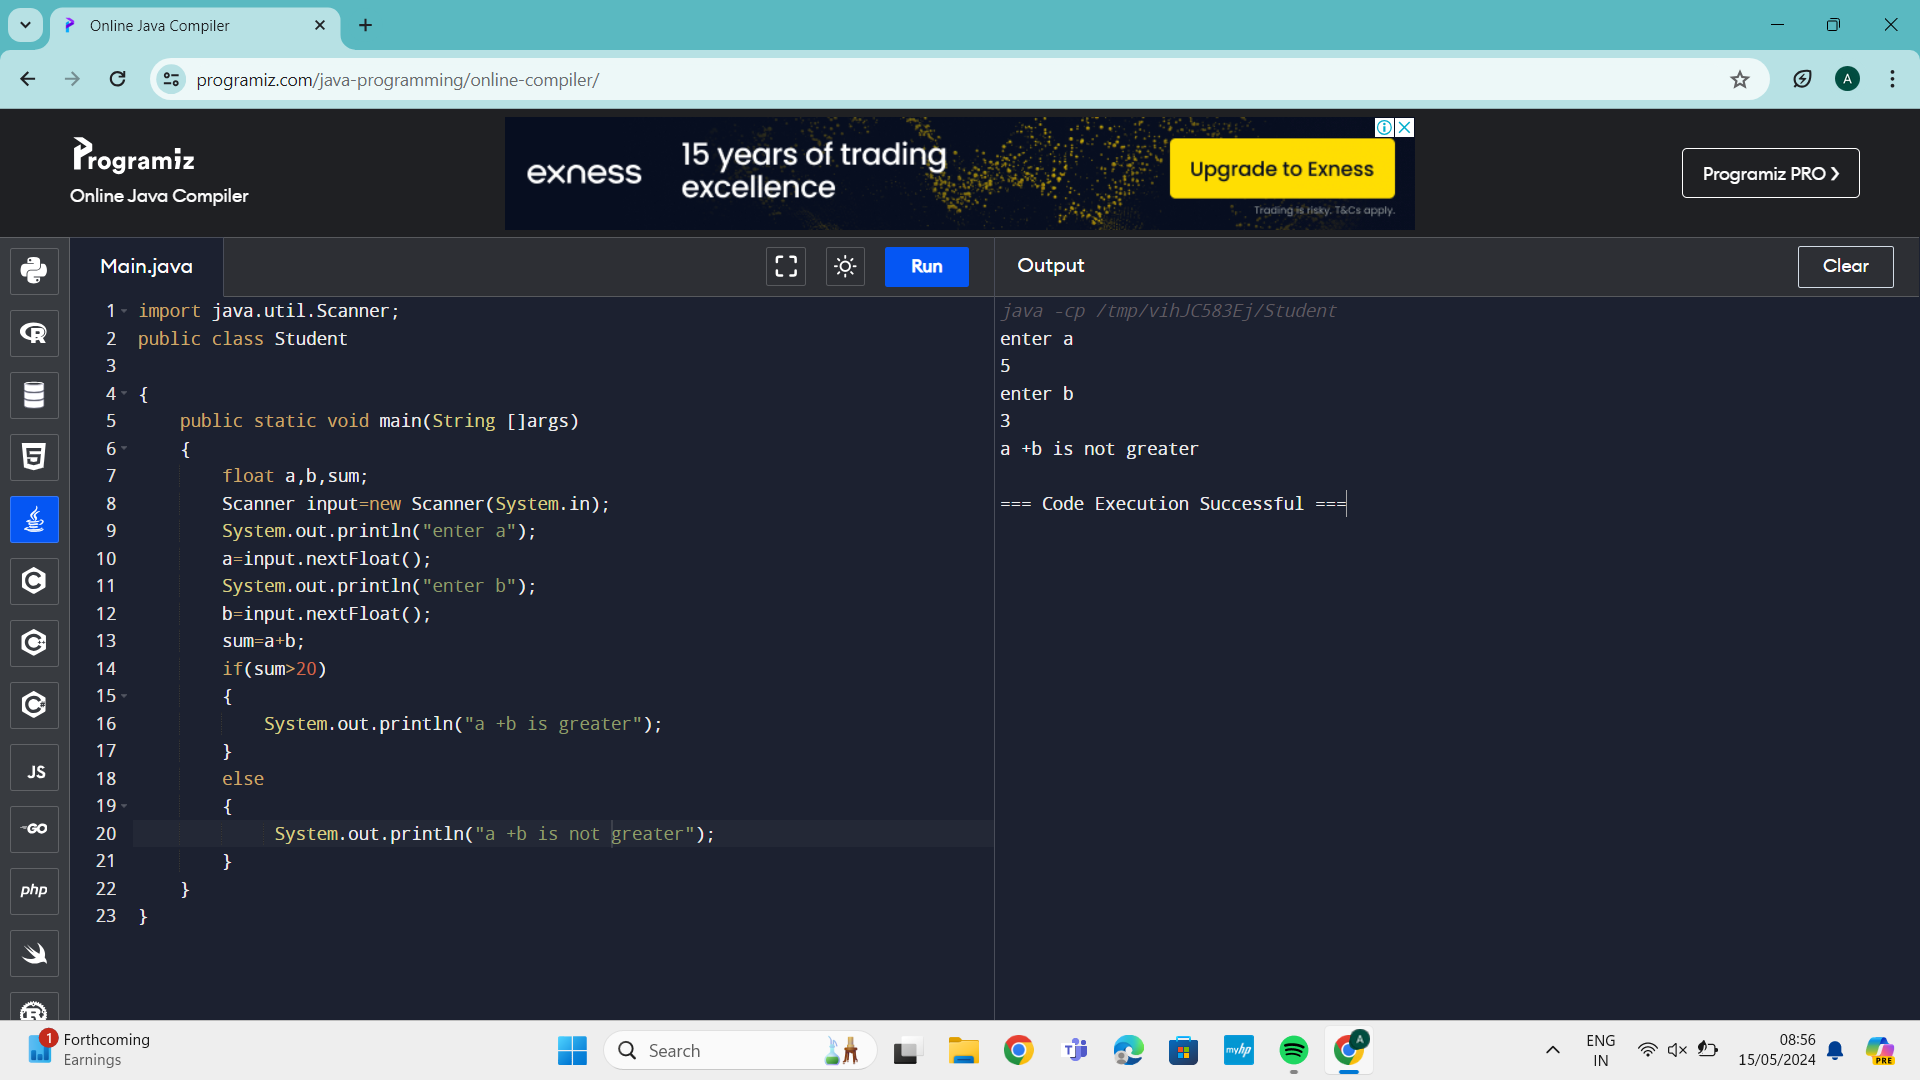 Online Java Compiler
programiz.com/java-programming/online-compiler/
A
Programiz
Online Java Compiler
exness
15 years of trading
excellence
Upgrade to Exness
Trading is risky. T&Cs apply.
Programiz PRO ❯
Main.java
Run
Output
Clear
1 import java.util.Scanner;
2 public class Student
3
4 {
5 public static void main(String []args)
6 {
7 float a,b,sum;
8 Scanner input=new Scanner(System.in);
9 System.out.println("enter a");
10 a=input.nextFloat();
11 System.out.println("enter b");
12 b=input.nextFloat();
13 sum=a+b;
14 if(sum>20)
15 {
16 System.out.println("a +b is greater");
17 }
18 else
19 {
20 System.out.println("a +b is not greater");
21 }
22 }
23 }
java -cp /tmp/vihJC583Ej/Student
enter a
5
enter b
3
a +b is not greater
=== Code Execution Successful ===
R
5
C
C
C
JS
GO
php
R
1
Forthcoming
Earnings
Search
myhp
A
ENG
IN
08:56
15/05/2024
PRE